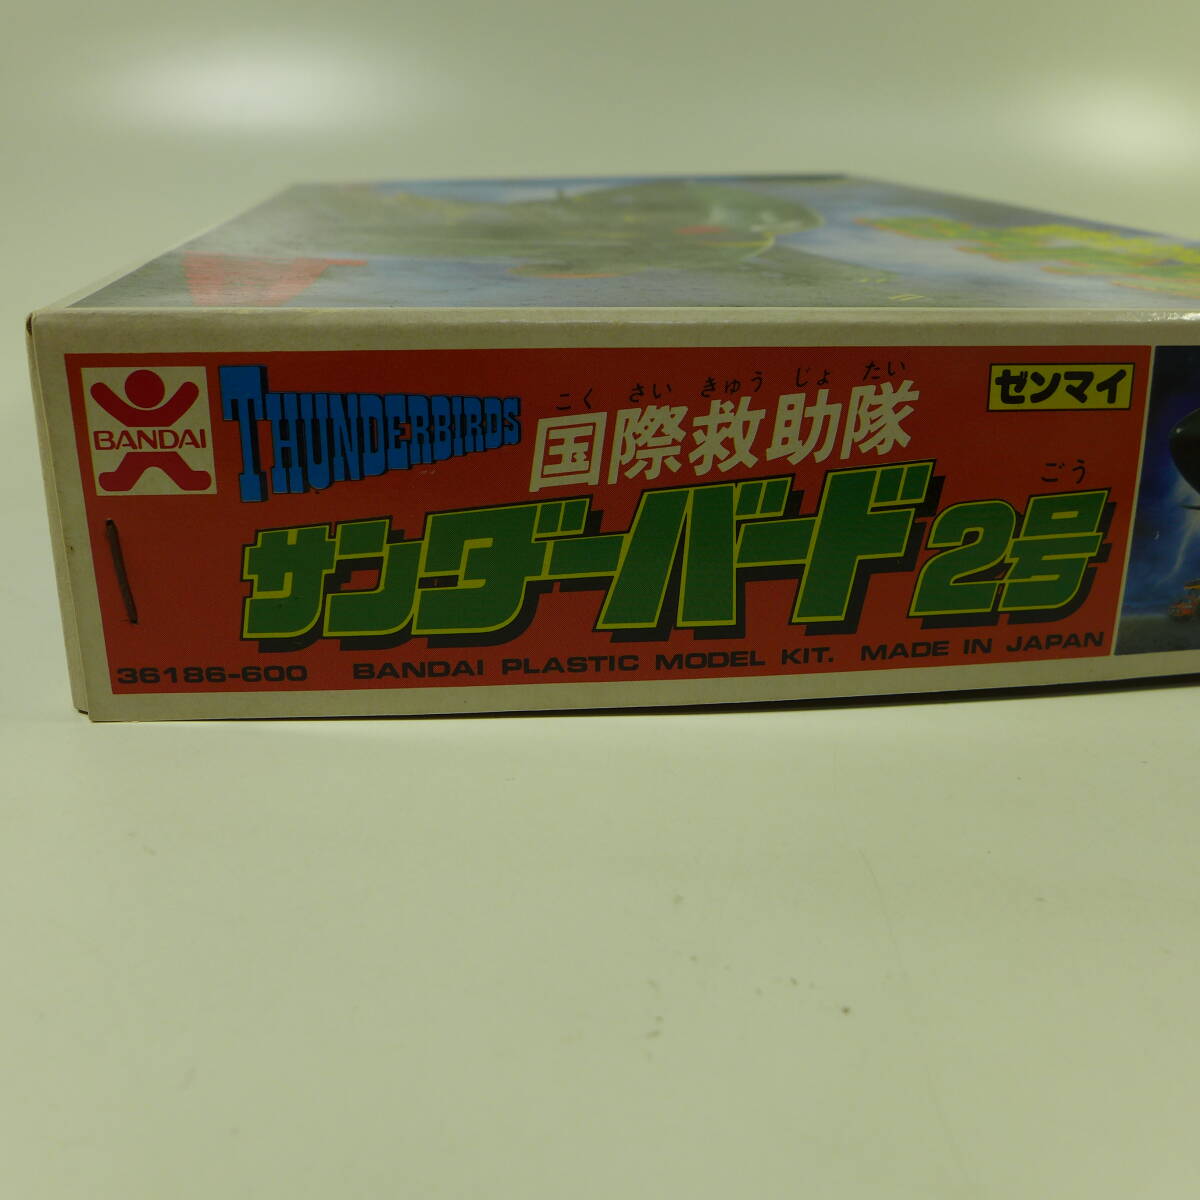 BANDAI
THUNDERBIRDS
こくさいきゅうじょたい
国際救助隊
ゼンマイ
ごう
サンダーバード2号
36186-600 BANDAI PLASTIC MODEL KIT. MADE IN JAPAN